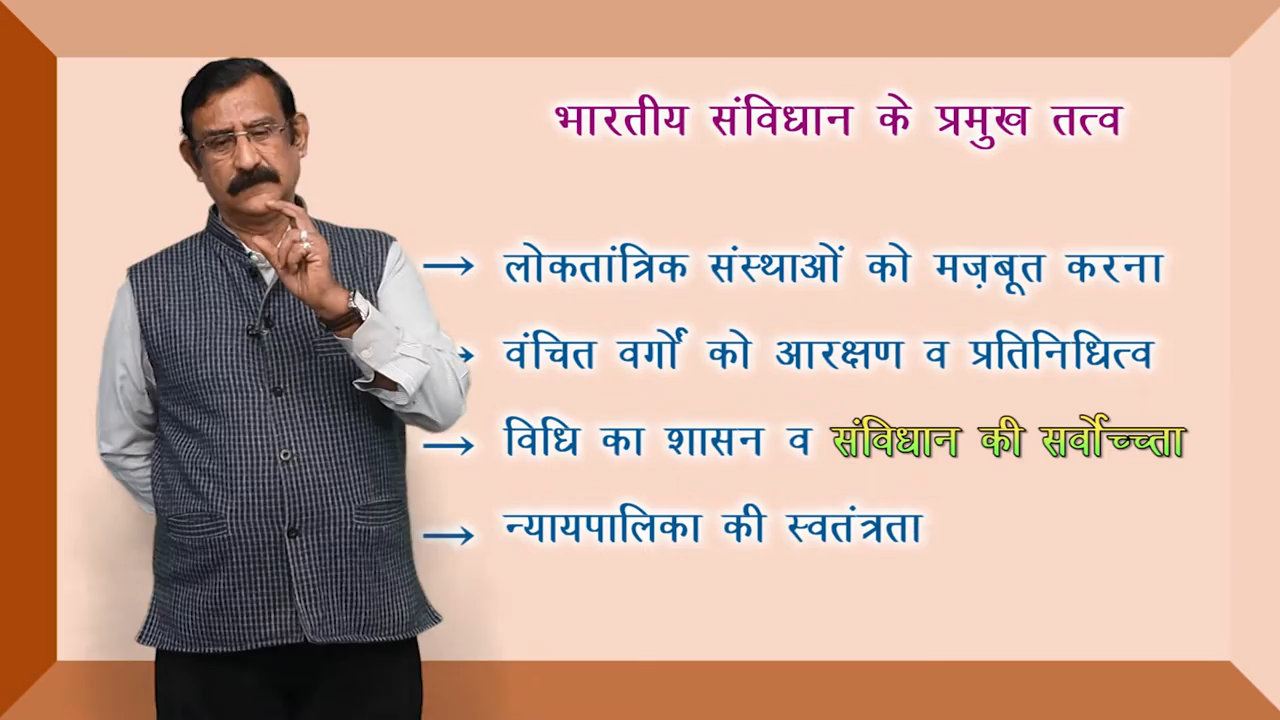 भारतीय संविधान के प्रमुख तत्व
→ लोकतांत्रिक संस्थाओं को मज़बूत करना
→ वंचित वर्गों को आरक्षण व प्रतिनिधित्व
→ विधि का शासन व संविधान की सर्वोच्च्ता
→ न्यायपालिका की स्वतंत्रता